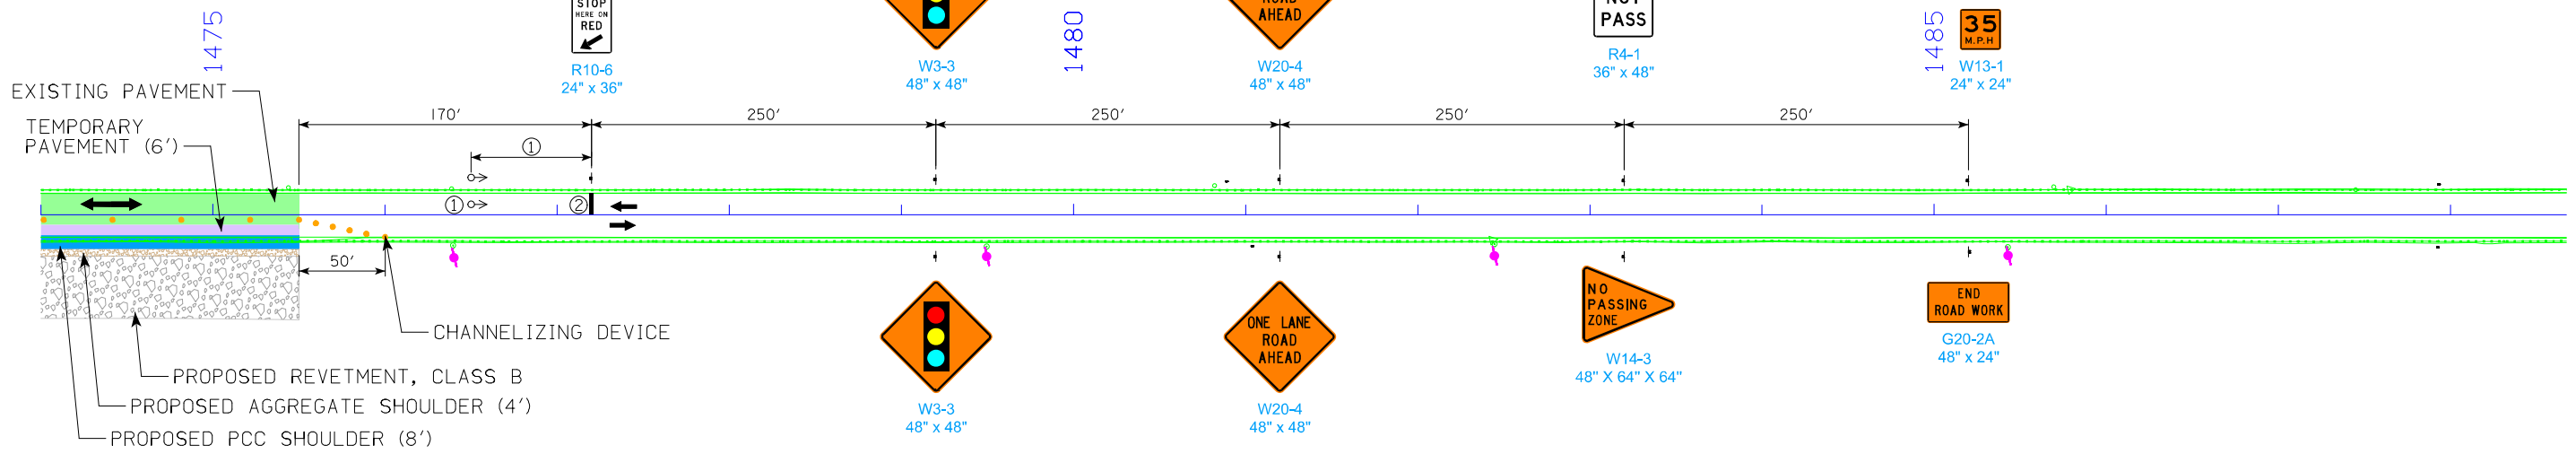 1475
STOP
HERE ON
RED
R10-6
24" x 36"
W3-3
48" x 48"
1480
AHEAD
W20-4
48" x 48"
PASS
R4-1
36" x 48"
1485
35
M.P.H
W13-1
24" x 24"
EXISTING PAVEMENT
TEMPORARY
PAVEMENT (6')
170'
250'
250'
250'
250'
1
1
2
50'
CHANNELIZING DEVICE
PROPOSED REVETMENT, CLASS B
PROPOSED AGGREGATE SHOULDER (4')
PROPOSED PCC SHOULDER (8')
W3-3
48" x 48"
ONE LANE
ROAD
AHEAD
W20-4
48" x 48"
NO
PASSING
ZONE
W14-3
48" X 64" X 64"
END
ROAD WORK
G20-2A
48" x 24"